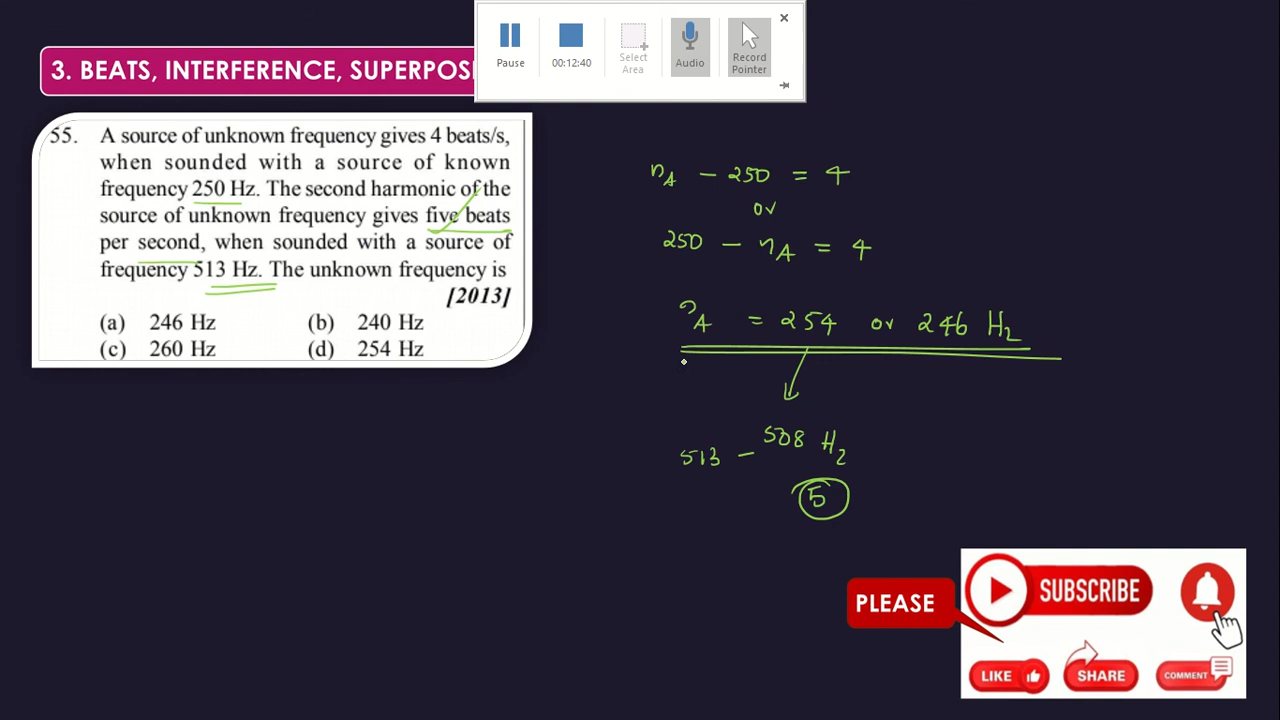 Pause
00:12:40
Select
Area
Audio
Record
Pointer
3. BEATS, INTERFERENCE, SUPERPOS
55. A source of unknown frequency gives 4 beats/s,
when sounded with a source of known
frequency 250 Hz. The second harmonic of the
source of unknown frequency gives five beats
per second, when sounded with a source of
frequency 513 Hz. The unknown frequency is
[2013]
(a) 246 Hz (b) 240 Hz
(c) 260 Hz (d) 254 Hz
nA - 250 = 4
or
250 - nA = 4
nA = 254 or 246 Hz
513 - 508 Hz
5
PLEASE
SUBSCRIBE
LIKE
SHARE
COMMENT